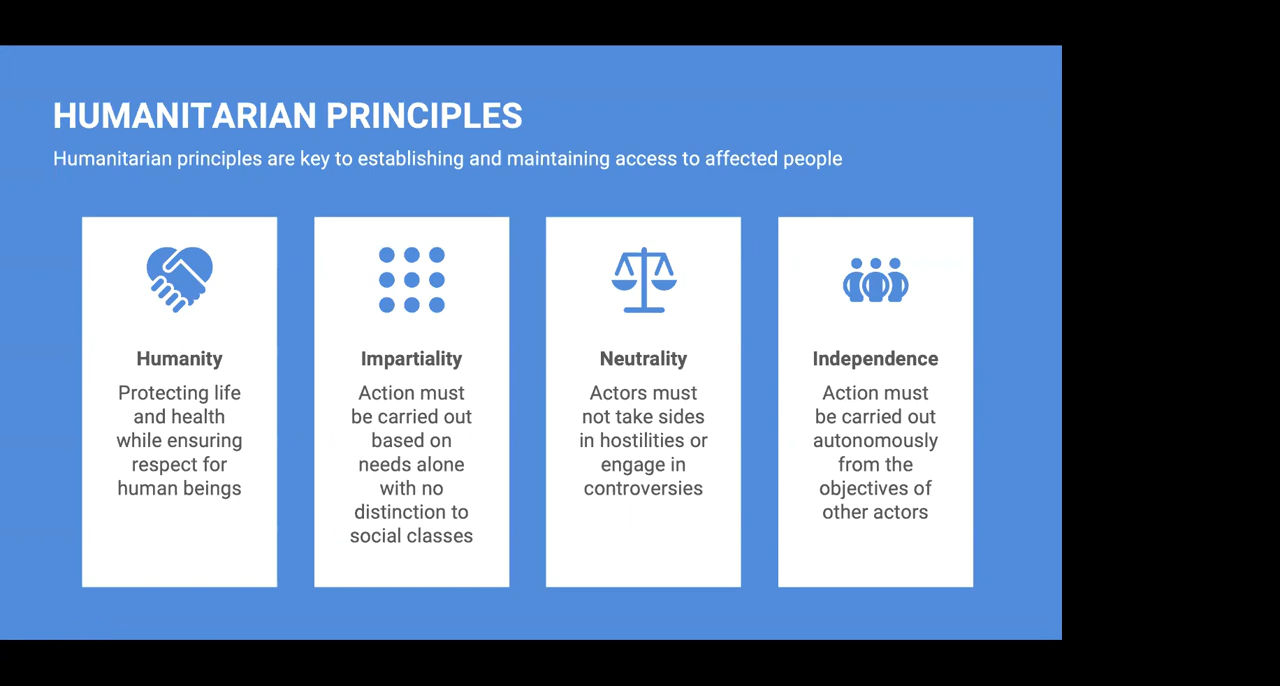 HUMANITARIAN PRINCIPLES
Humanitarian principles are key to establishing and maintaining access to affected people
Humanity
Protecting life
and health
while ensuring
respect for
human beings
Impartiality
Action must
be carried out
based on
needs alone
with no
distinction to
social classes
Neutrality
Actors must
not take sides
in hostilities or
engage in
controversies
Independence
Action must
be carried out
autonomously
from the
objectives of
other actors